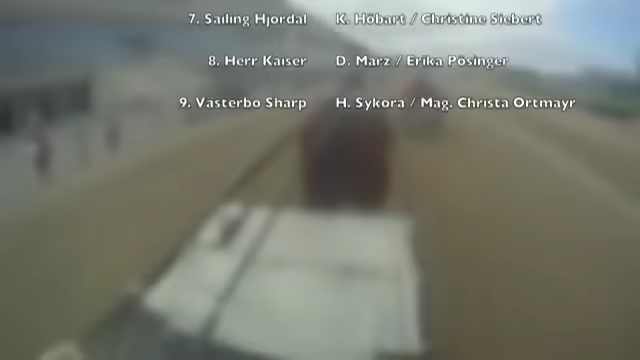 7. Sailing Hjordal K. Höbart / Christine Siebert
8. Herr Kaiser D. Marz / Erika Posinger
9. Västerbo Sharp H. Sykora / Mag. Christa Ortmayr